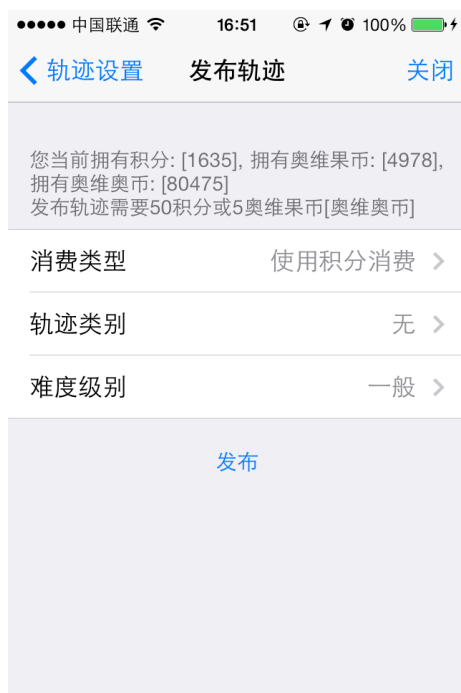 中国联通 16:51 100%
轨迹设置 发布轨迹 关闭
您当前拥有积分: [1635], 拥有奥维果币: [4978],
拥有奥维奥币: [80475]
发布轨迹需要50积分或5奥维果币[奥维奥币]
消费类型 使用积分消费
轨迹类别 无
难度级别 一般
发布